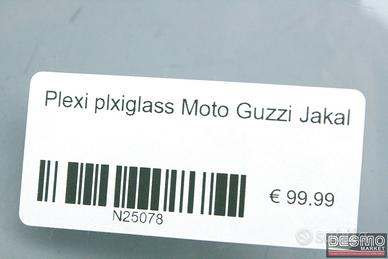 Plexi plxiglass Moto Guzzi Jakal
€ 99.99
N25078
DESMO
MARKET